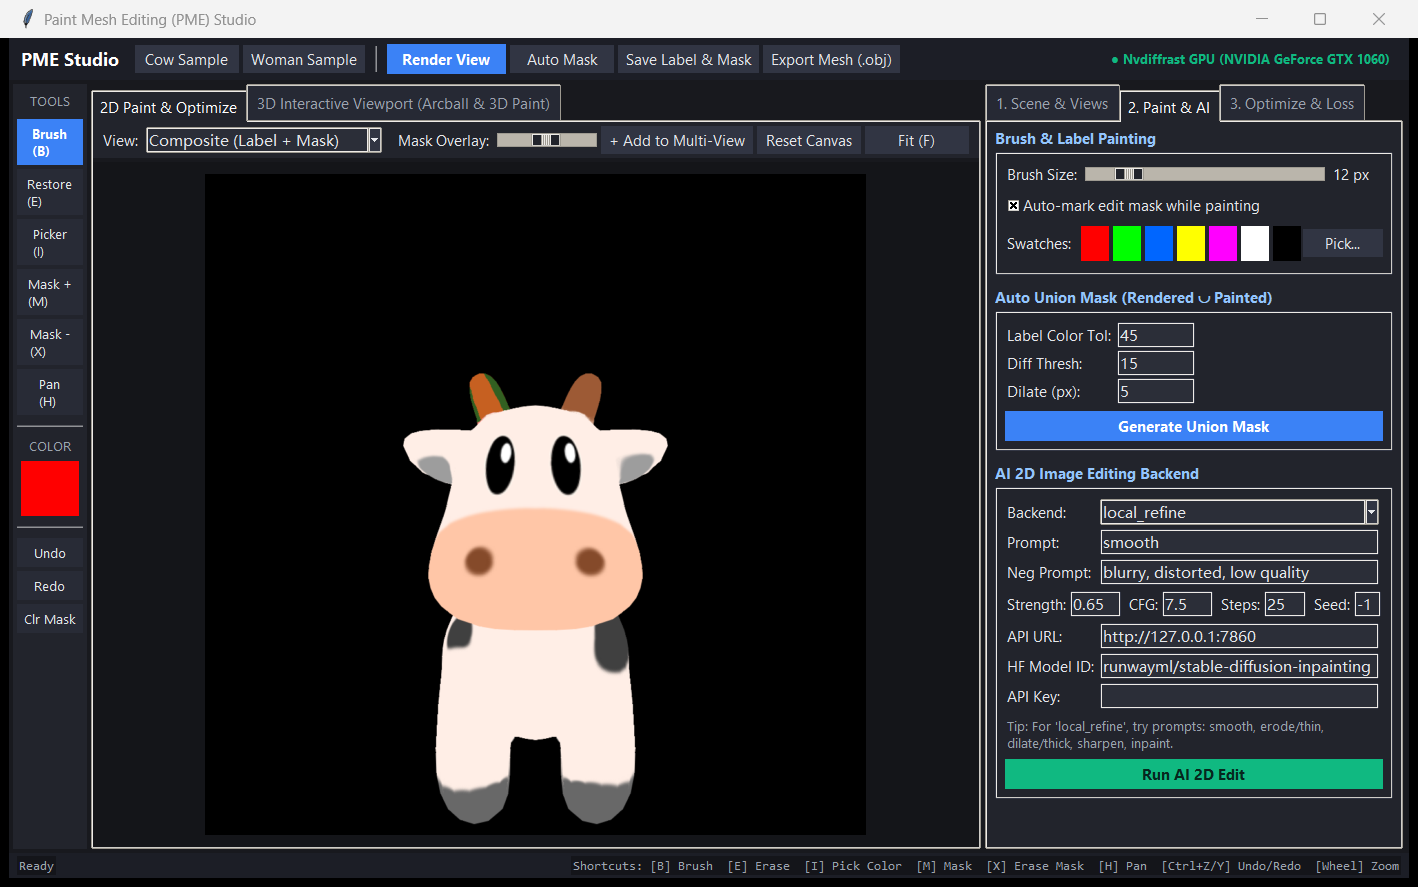 Paint Mesh Editing (PME) Studio
PME Studio
Cow Sample
Woman Sample
Render View
Auto Mask
Save Label & Mask
Export Mesh (.obj)
● Nvdiffrast GPU (NVIDIA GeForce GTX 1060)
TOOLS
Brush
(B)
Restore
(E)
Picker
(I)
Mask +
(M)
Mask -
(X)
Pan
(H)
COLOR
Undo
Redo
Clr Mask
2D Paint & Optimize
3D Interactive Viewport (Arcball & 3D Paint)
View: Composite (Label + Mask)
Mask Overlay:
+ Add to Multi-View
Reset Canvas
Fit (F)
1. Scene & Views
2. Paint & AI
3. Optimize & Loss
Brush & Label Painting
Brush Size: 12 px
Auto-mark edit mask while painting
Swatches: Pick...
Auto Union Mask (Rendered ∪ Painted)
Label Color Tol: 45
Diff Thresh: 15
Dilate (px): 5
Generate Union Mask
AI 2D Image Editing Backend
Backend: local_refine
Prompt: smooth
Neg Prompt: blurry, distorted, low quality
Strength: 0.65 CFG: 7.5 Steps: 25 Seed: -1
API URL: http://127.0.0.1:7860
HF Model ID: runwayml/stable-diffusion-inpainting
API Key:
Tip: For 'local_refine', try prompts: smooth, erode/thin,
dilate/thick, sharpen, inpaint.
Run AI 2D Edit
Ready
Shortcuts: [B] Brush [E] Erase [I] Pick Color [M] Mask [X] Erase Mask [H] Pan [Ctrl+Z/Y] Undo/Redo [Wheel] Zoom